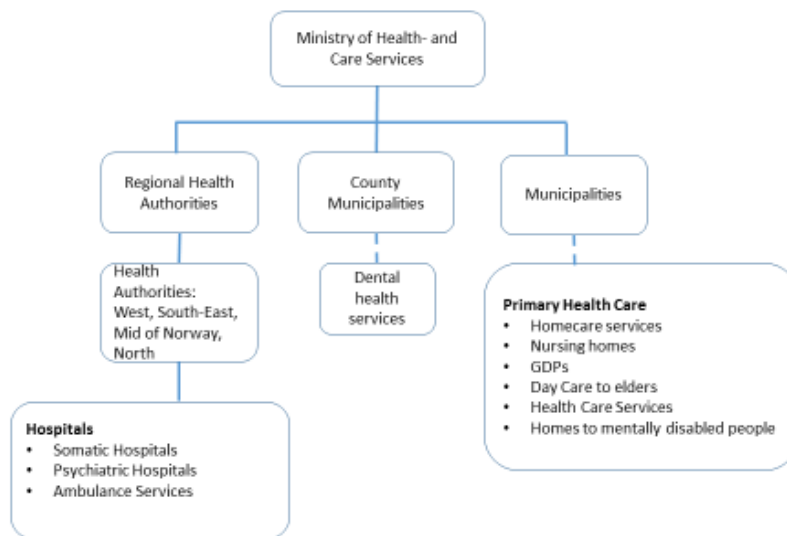 Ministry of Health- and
Care Services
Regional Health
Authorities
County
Municipalities
Municipalities
Health
Authorities:
West, South-East,
Mid of Norway,
North
Dental
health
services
Primary Health Care
• Homecare services
• Nursing homes
• GDPs
• Day Care to elders
• Health Care Services
• Homes to mentally disabled people
Hospitals
• Somatic Hospitals
• Psychiatric Hospitals
• Ambulance Services